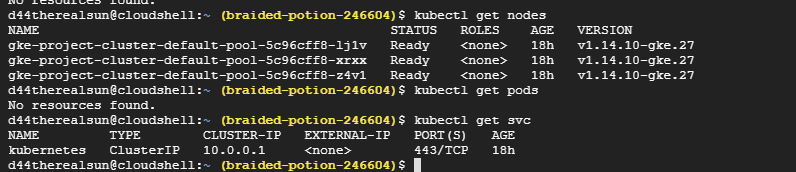 No resources found.
d44therealsun@cloudshell:~ (braided-potion-246604)$ kubectl get nodes
NAME STATUS ROLES AGE VERSION
gke-project-cluster-default-pool-5c96cff8-lj1v Ready <none> 18h v1.14.10-gke.27
gke-project-cluster-default-pool-5c96cff8-xrxx Ready <none> 18h v1.14.10-gke.27
gke-project-cluster-default-pool-5c96cff8-z4v1 Ready <none> 18h v1.14.10-gke.27
d44therealsun@cloudshell:~ (braided-potion-246604)$ kubectl get pods
No resources found.
d44therealsun@cloudshell:~ (braided-potion-246604)$ kubectl get svc
NAME TYPE CLUSTER-IP EXTERNAL-IP PORT(S) AGE
kubernetes ClusterIP 10.0.0.1 <none> 443/TCP 18h
d44therealsun@cloudshell:~ (braided-potion-246604)$